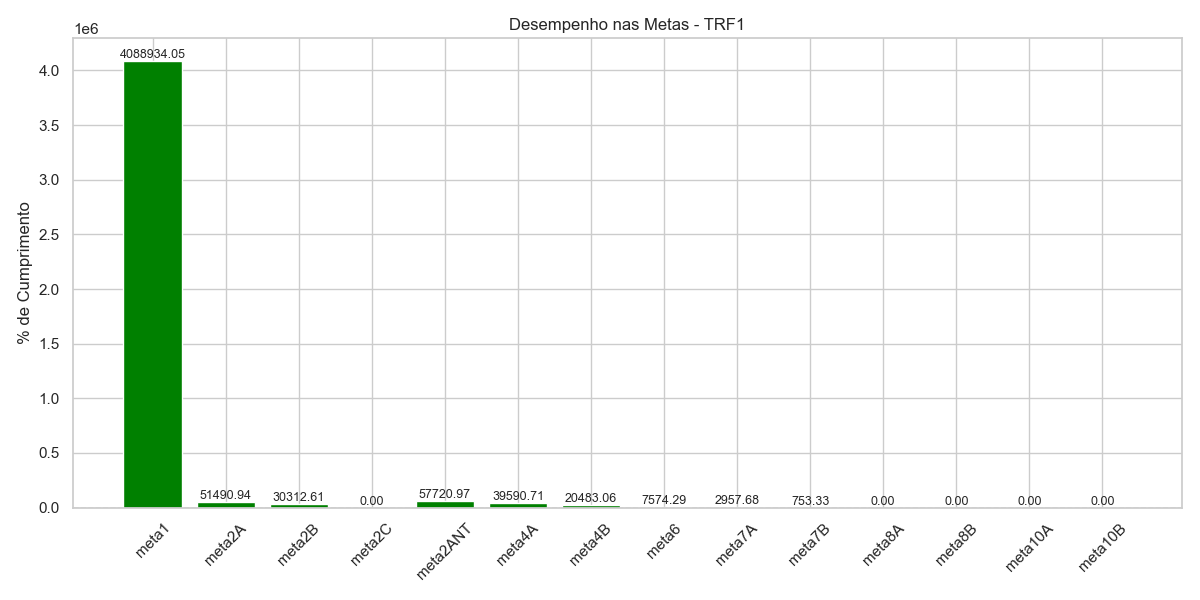 Desempenho nas Metas - TRF1
1e6
% de Cumprimento
4.0
3.5
3.0
2.5
2.0
1.5
1.0
0.5
0.0
4088934.05
51490.94
30312.61
0.00
57720.97
39590.71
20483.06
7574.29
2957.68
753.33
0.00
0.00
0.00
0.00
meta1
meta2A
meta2B
meta2C
meta2ANT
meta4A
meta4B
meta6
meta7A
meta7B
meta8A
meta8B
meta10A
meta10B